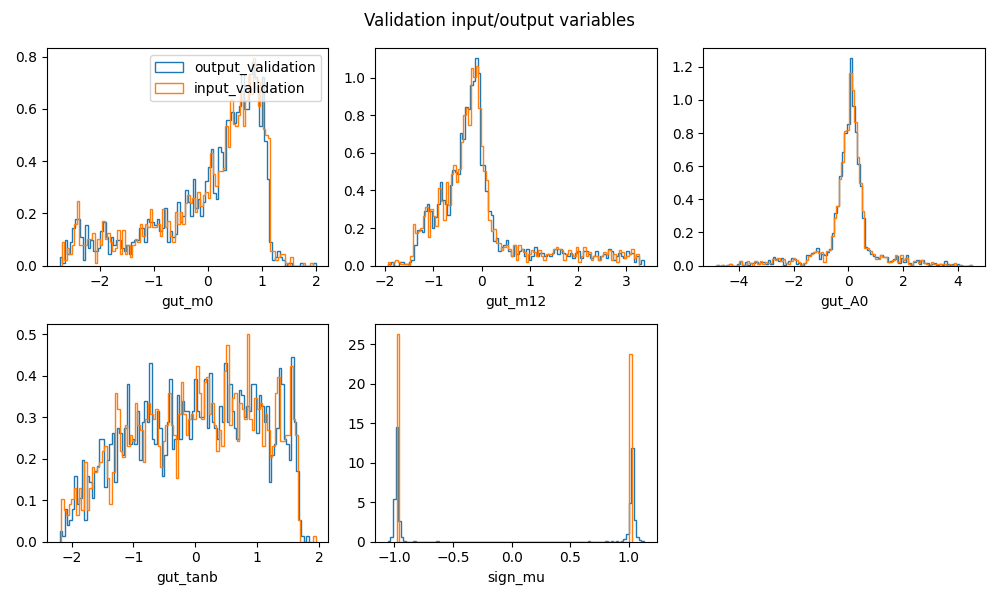 Validation input/output variables
output_validation
input_validation
0.8
0.6
0.4
0.2
0.0
−2 −1 0 1 2
gut_m0
1.0
0.8
0.6
0.4
0.2
0.0
−2 −1 0 1 2 3
gut_m12
1.2
1.0
0.8
0.6
0.4
0.2
0.0
−4 −2 0 2 4
gut_A0
0.5
0.4
0.3
0.2
0.1
0.0
−2 −1 0 1 2
gut_tanb
25
20
15
10
5
0
−1.0 −0.5 0.0 0.5 1.0
sign_mu